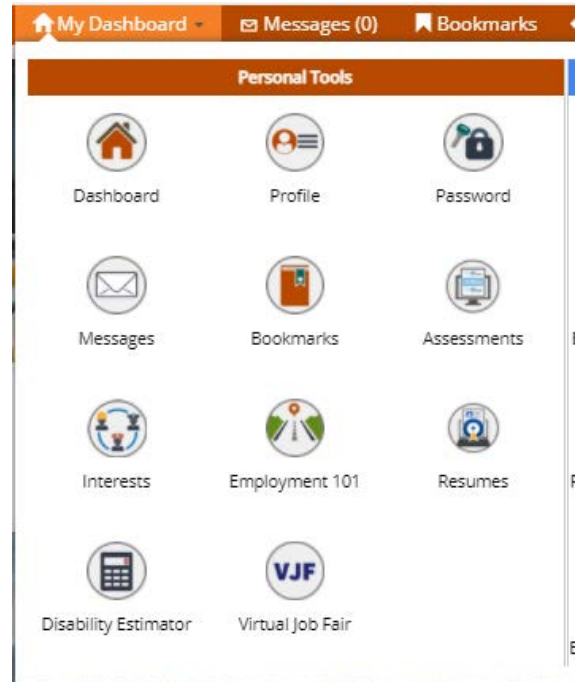 My Dashboard Messages (0) Bookmarks
Personal Tools
Dashboard Profile Password
Messages Bookmarks Assessments
Interests Employment 101 Resumes
VJF
Disability Estimator Virtual Job Fair